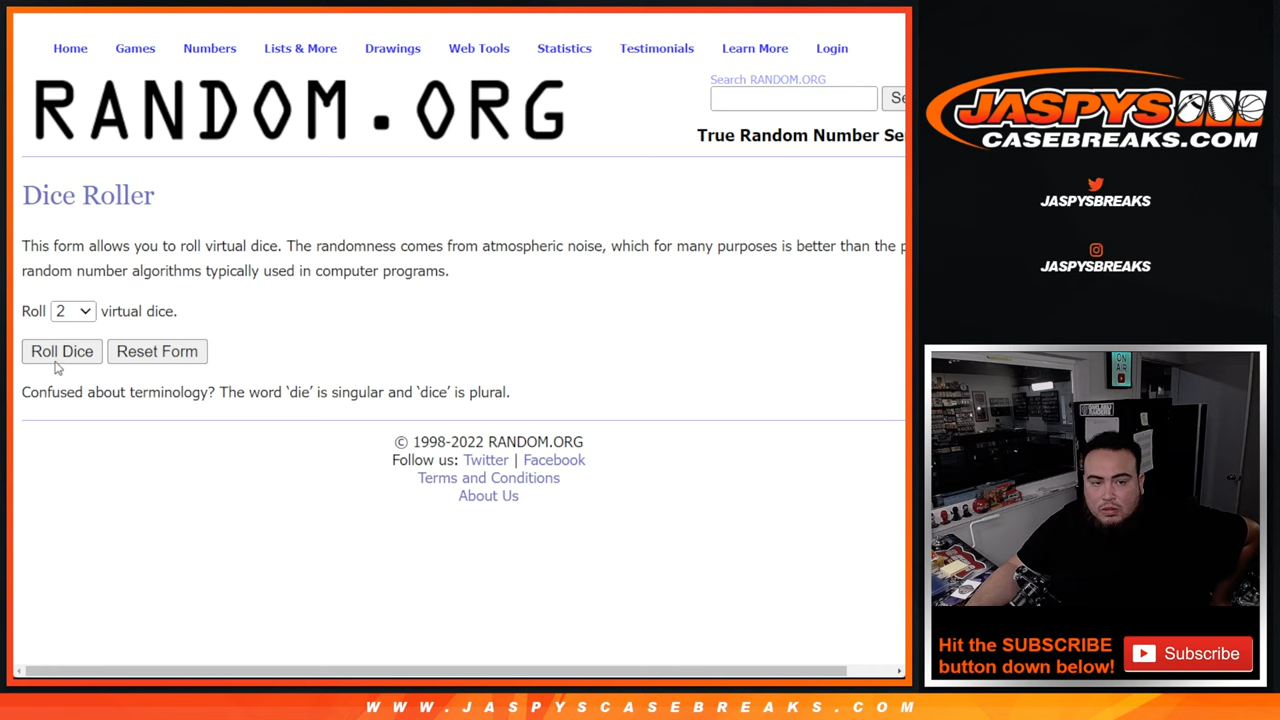 Home Games Numbers Lists & More Drawings Web Tools Statistics Testimonials Learn More Login
RANDOM.ORG
Search RANDOM.ORG
Se
True Random Number Se
Dice Roller
This form allows you to roll virtual dice. The randomness comes from atmospheric noise, which for many purposes is better than the p
random number algorithms typically used in computer programs.
Roll 2 virtual dice.
Roll Dice Reset Form
Confused about terminology? The word ‘die’ is singular and ‘dice’ is plural.
© 1998-2022 RANDOM.ORG
Follow us: Twitter | Facebook
Terms and Conditions
About Us
JASPYS
CASEBREAKS.COM
JASPYSBREAKS
JASPYSBREAKS
ON
AIR
Hit the SUBSCRIBE
button down below!
Subscribe
WWW.JASPYSCASEBREAKS.COM